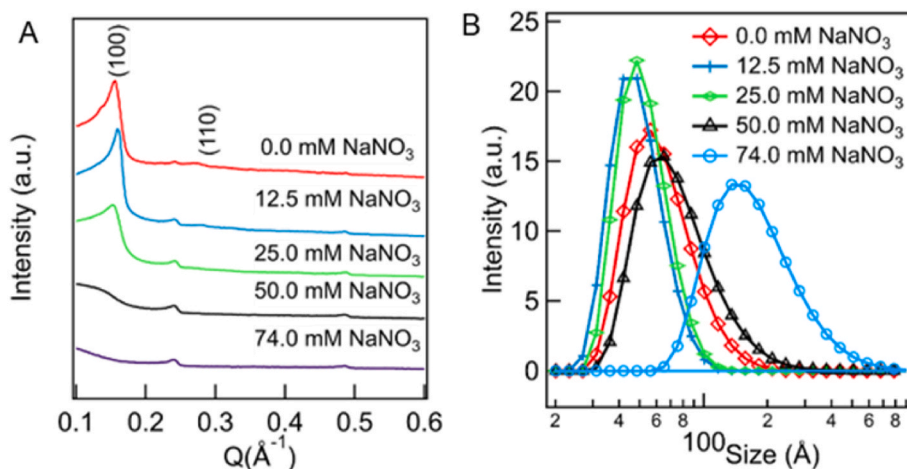 A
(100)
(110)
0.0 mM NaNO₃
12.5 mM NaNO₃
25.0 mM NaNO₃
50.0 mM NaNO₃
74.0 mM NaNO₃
Intensity (a.u.)
0.1 0.2 0.3 0.4 0.5 0.6
Q(Å⁻¹)
B
0.0 mM NaNO₃
12.5 mM NaNO₃
25.0 mM NaNO₃
50.0 mM NaNO₃
74.0 mM NaNO₃
Intensity (a.u.)
25
20
15
10
5
0
2 4 6 8 100 2 4 6 8
Size (Å)